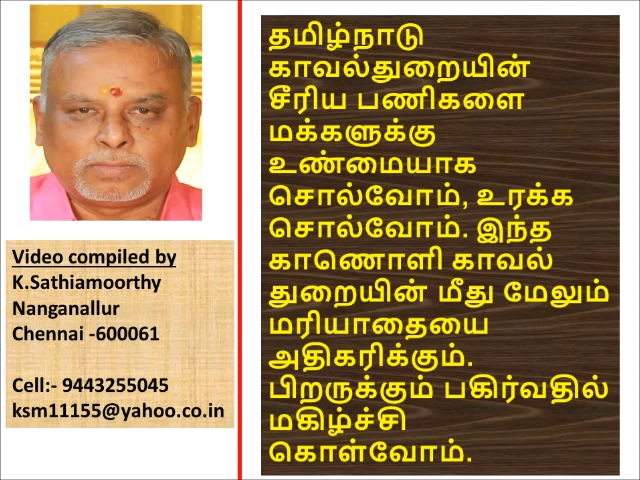 Video compiled by
K.Sathiamoorthy
Nanganallur
Chennai -600061
Cell:- 9443255045
ksm11155@yahoo.co.in
தமிழ்நாடு
காவல்துறையின்
சீரிய பணிகளை
மக்களுக்கு
உண்மையாக
சொல்வோம், உரக்க
சொல்வோம். இந்த
காணொளி காவல்
துறையின் மீது மேலும்
மரியாதையை
அதிகரிக்கும்.
பிறருக்கும் பகிர்வதில்
மகிழ்ச்சி
கொள்வோம்.